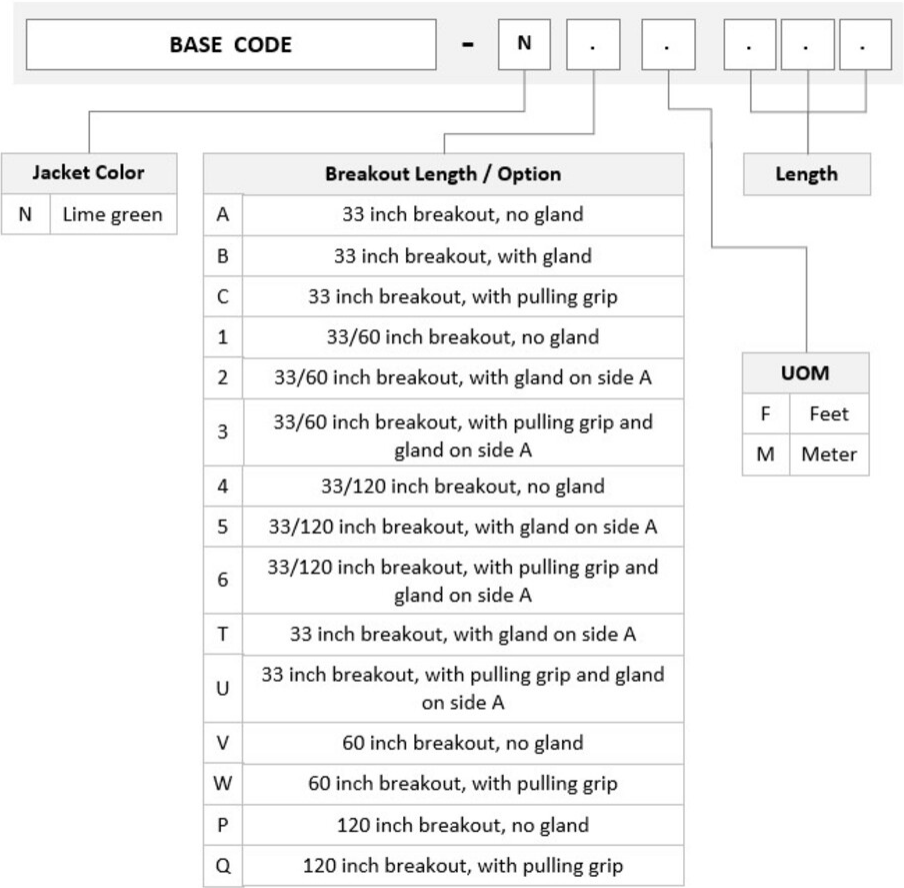 BASE CODE - N . . . . .
Jacket Color
N Lime green
Breakout Length / Option
A 33 inch breakout, no gland
B 33 inch breakout, with gland
C 33 inch breakout, with pulling grip
1 33/60 inch breakout, no gland
2 33/60 inch breakout, with gland on side A
3 33/60 inch breakout, with pulling grip and
gland on side A
4 33/120 inch breakout, no gland
5 33/120 inch breakout, with gland on side A
6 33/120 inch breakout, with pulling grip and
gland on side A
T 33 inch breakout, with gland on side A
U 33 inch breakout, with pulling grip and gland
on side A
V 60 inch breakout, no gland
W 60 inch breakout, with pulling grip
P 120 inch breakout, no gland
Q 120 inch breakout, with pulling grip
Length
UOM
F Feet
M Meter